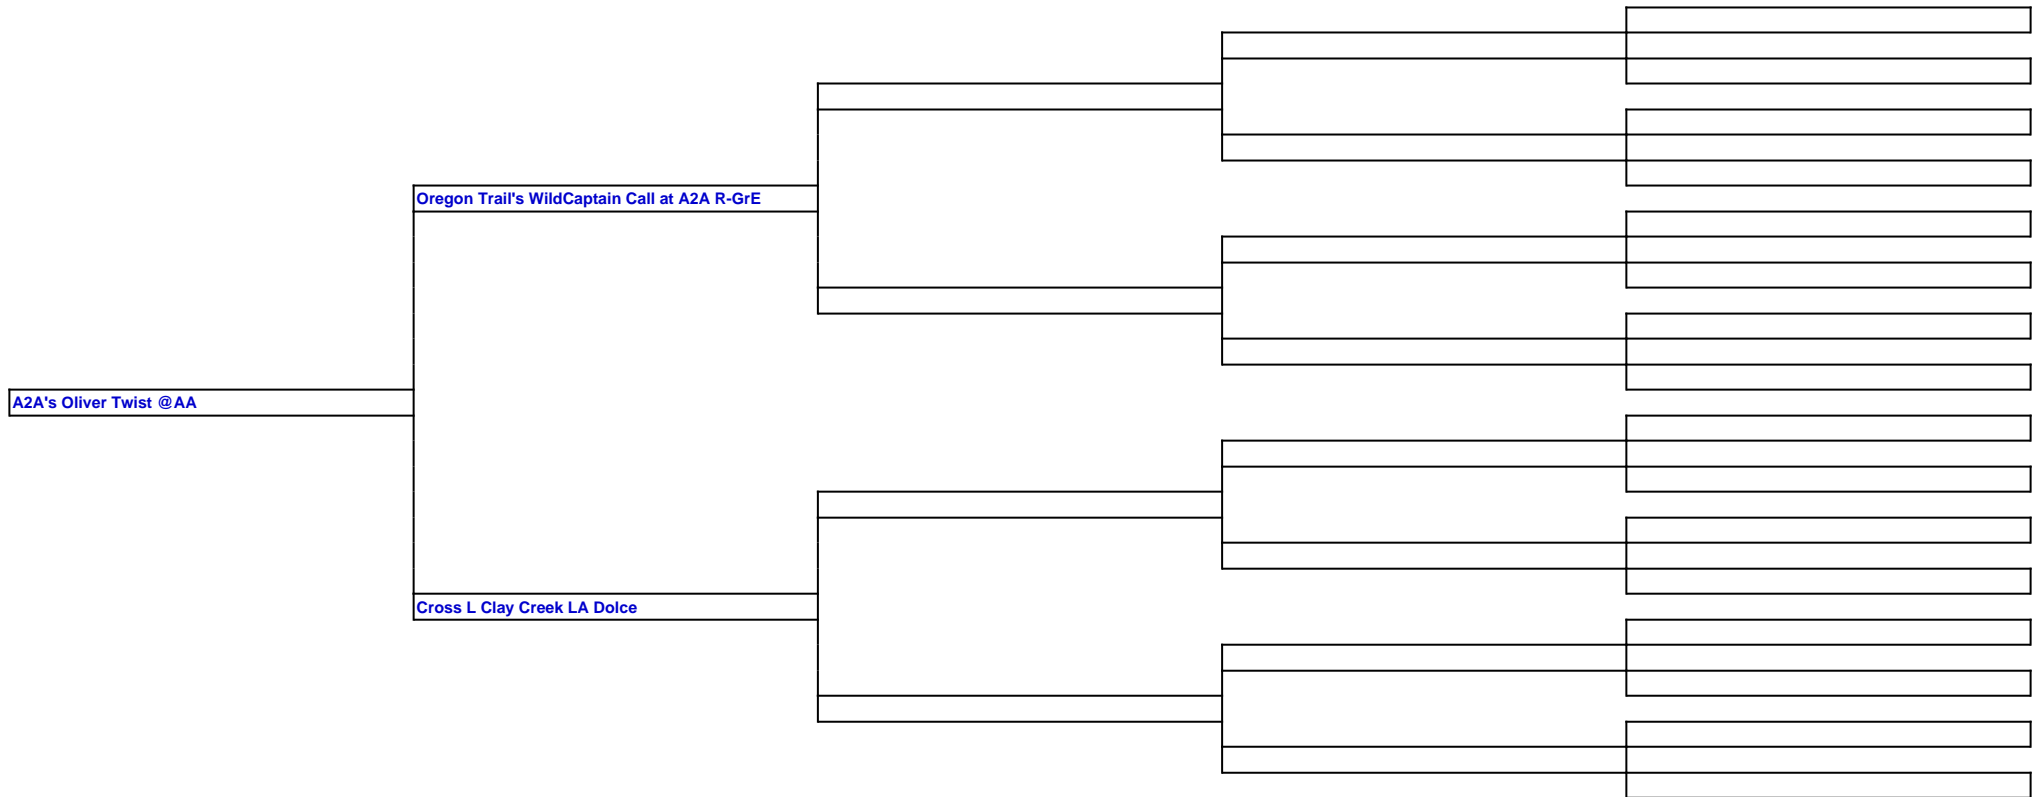 Oregon Trail's WildCaptain Call at A2A R-GrE
A2A's Oliver Twist @AA
Cross L Clay Creek LA Dolce